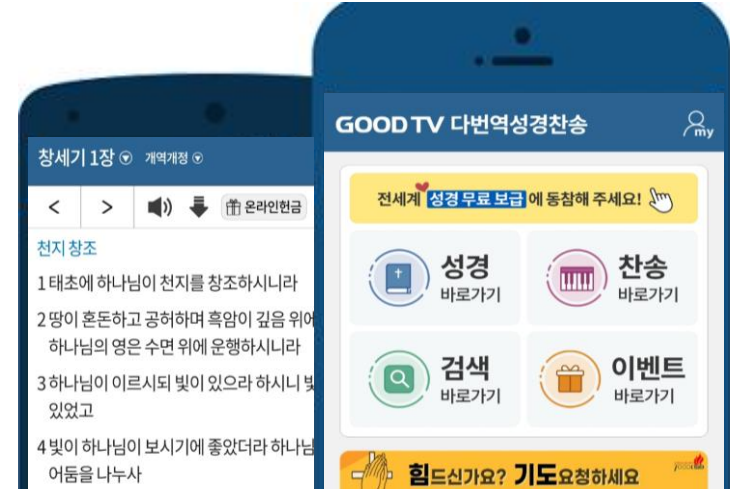 창세기 1장 개역개정
< >
온라인헌금
천지 창조
1 태초에 하나님이 천지를 창조하시니라
2 땅이 혼돈하고 공허하며 흑암이 깊음 위에
하나님의 영은 수면 위에 운행하시니라
3 하나님이 이르시되 빛이 있으라 하시니
있었고
4 빛이 하나님이 보시기에 좋았더라 하나님
어둠을 나누사
GOODTV 다번역성경찬송
my
전세계 성경 무료 보급 에 동참해 주세요!
성경
바로가기
찬송
바로가기
검색
바로가기
이벤트
바로가기
힘드신가요? 기도요청하세요